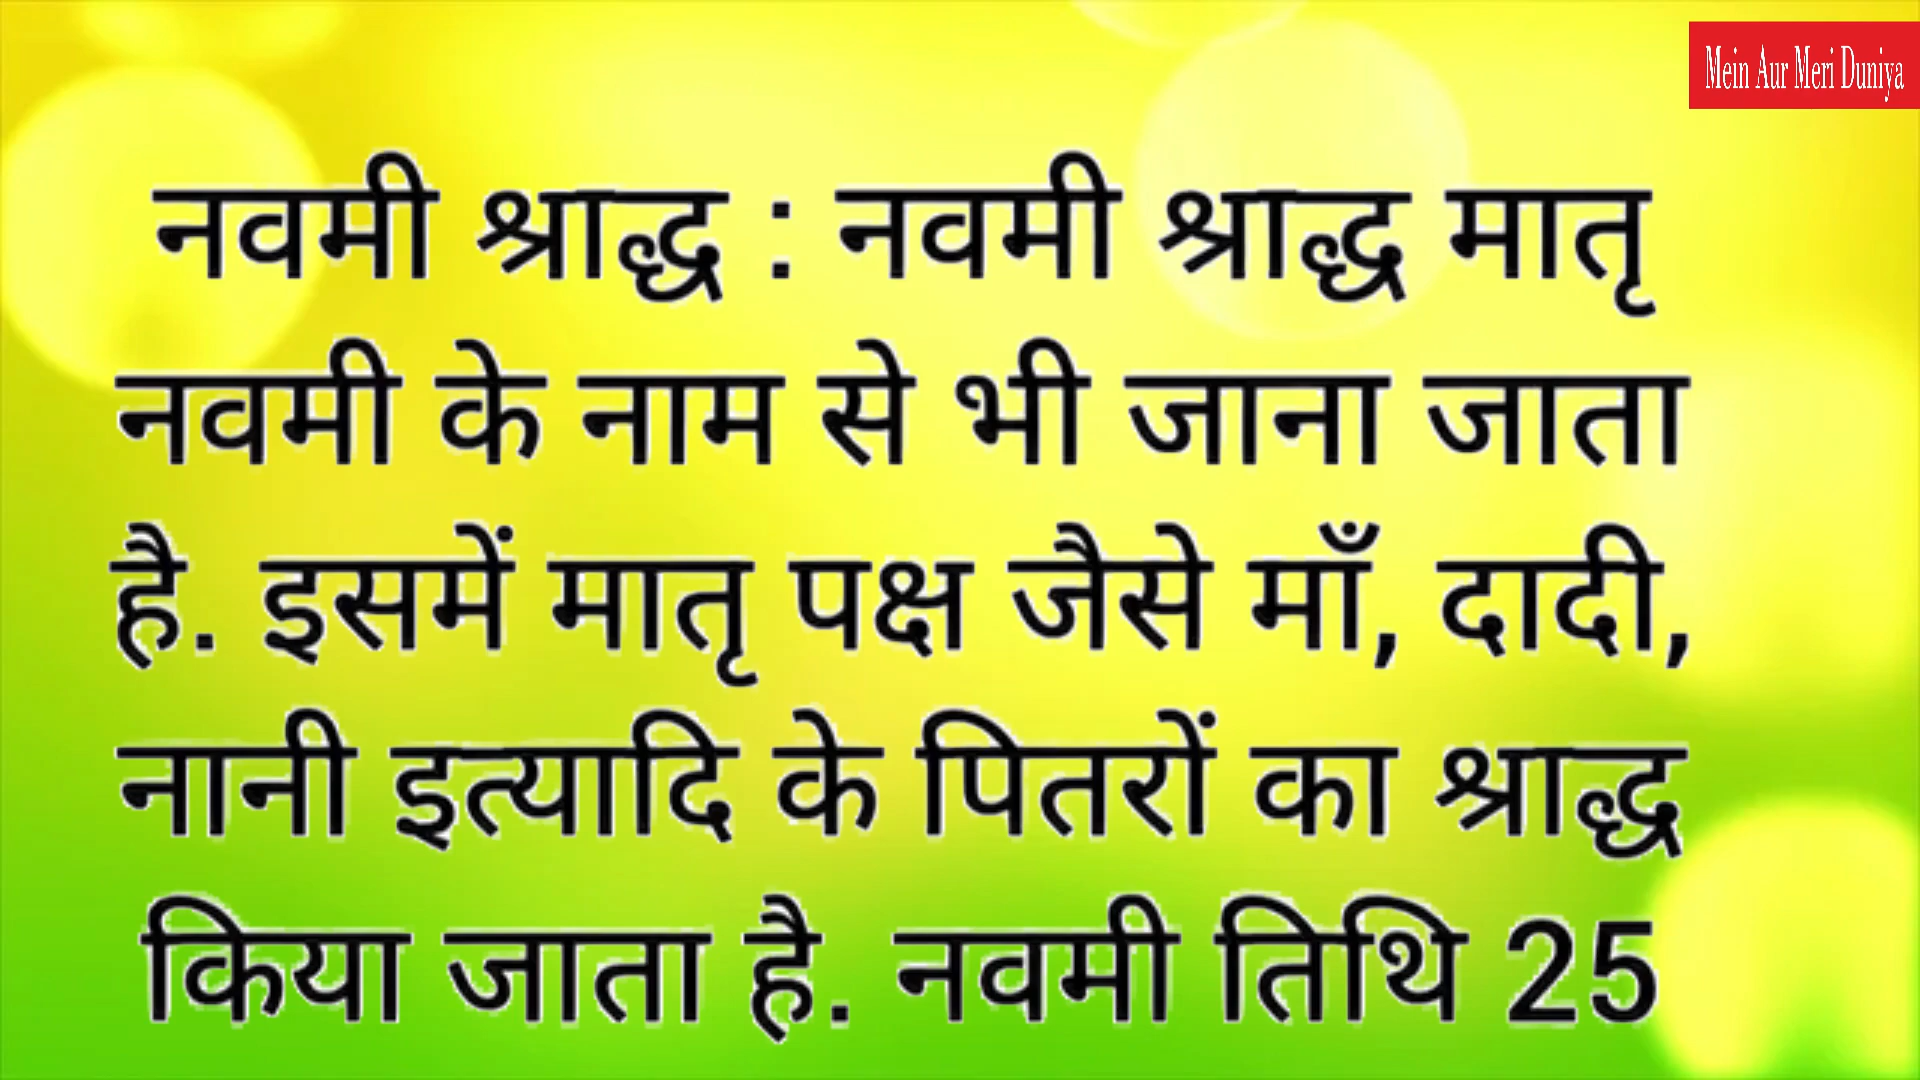 Mein Aur Meri Duniya
नवमी श्राद्ध : नवमी श्राद्ध मातृ
नवमी के नाम से भी जाना जाता
है. इसमें मातृ पक्ष जैसे माँ, दादी,
नानी इत्यादि के पितरों का श्राद्ध
किया जाता है. नवमी तिथि 25